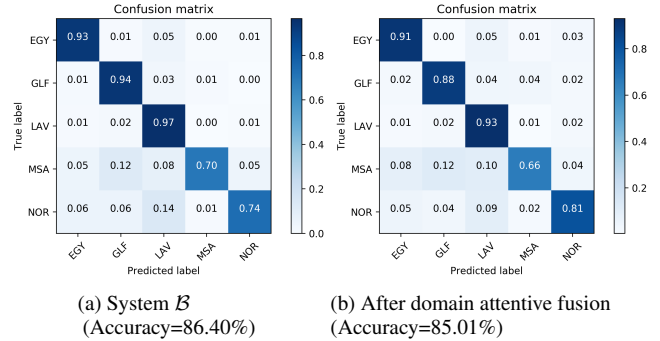 Confusion matrix
EGY 0.93 0.01 0.05 0.00 0.01
GLF 0.01 0.94 0.03 0.01 0.00
LAV 0.01 0.02 0.97 0.00 0.01
MSA 0.05 0.12 0.08 0.70 0.05
NOR 0.06 0.06 0.14 0.01 0.74
True label
EGY GLF LAV MSA NOR
Predicted label
0.8
0.6
0.4
0.2
0.0
(a) System B
(Accuracy=86.40%)
Confusion matrix
EGY 0.91 0.00 0.05 0.01 0.03
GLF 0.02 0.88 0.04 0.04 0.02
LAV 0.01 0.02 0.93 0.01 0.02
MSA 0.08 0.12 0.10 0.66 0.04
NOR 0.05 0.04 0.09 0.02 0.81
True label
EGY GLF LAV MSA NOR
Predicted label
0.8
0.6
0.4
0.2
(b) After domain attentive fusion
(Accuracy=85.01%)